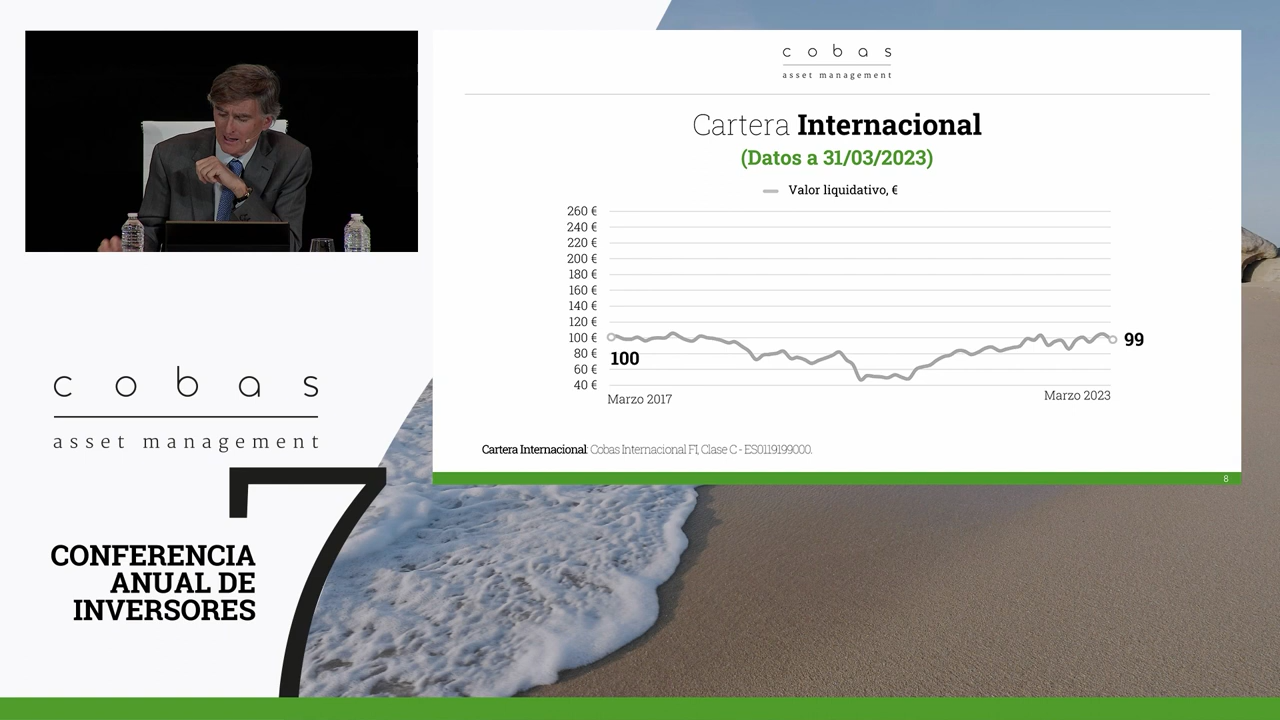 cobas
asset management
Cartera Internacional
(Datos a 31/03/2023)
Valor liquidativo, €
260 €
240 €
220 €
200 €
180 €
160 €
140 €
120 €
100 €
80 €
60 €
40 €
100
99
Marzo 2017
Marzo 2023
Cartera Internacional: Cobas Internacional FI, Clase C - ES0119199000.
8
cobas
asset management
7
CONFERENCIA
ANUAL DE
INVERSORES